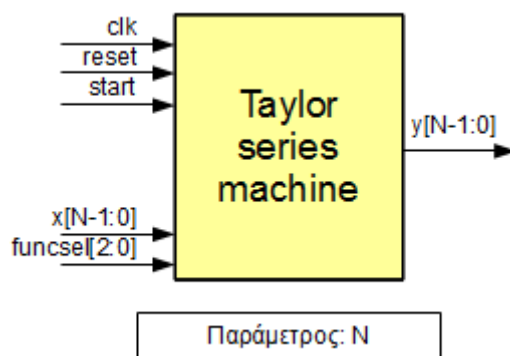 clk
reset
start
Taylor
series
machine
y[N-1:0]
x[N-1:0]
funcsel[2:0]
Παράμετρος: N